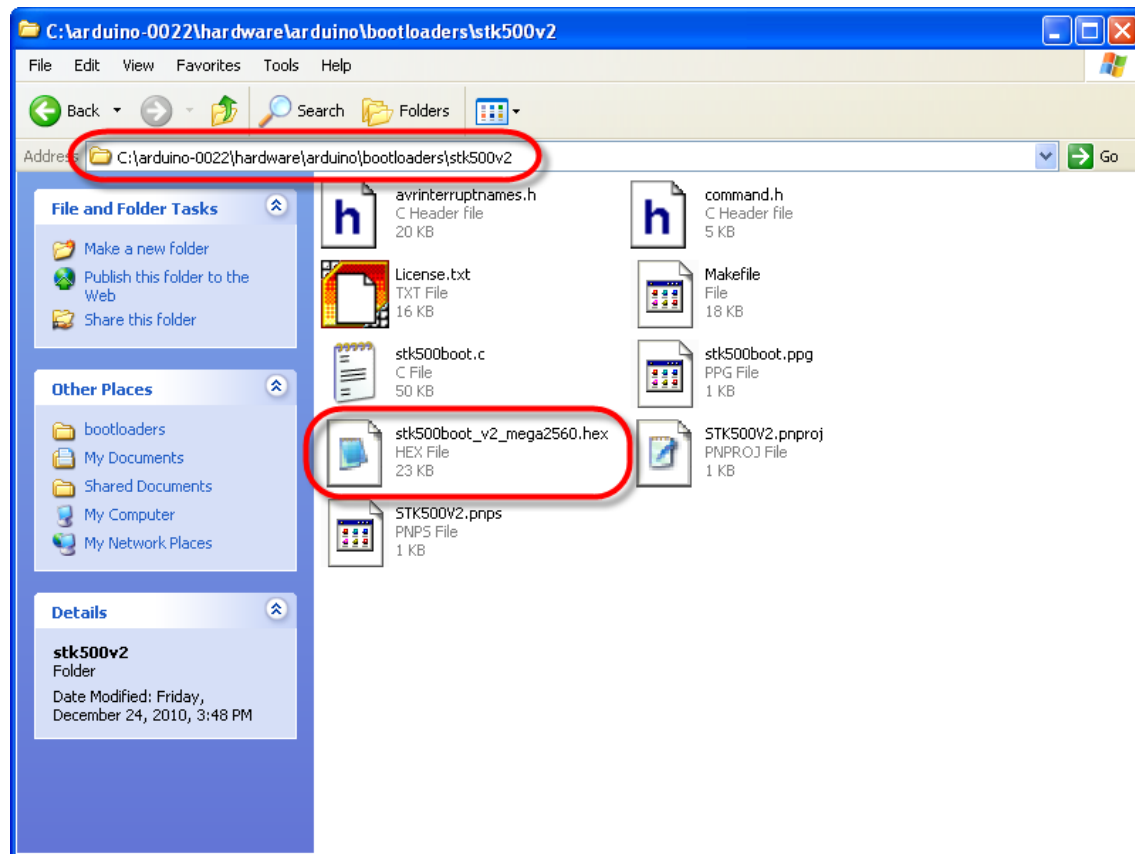 C:\arduino-0022\hardware\arduino\bootloaders\stk500v2
File Edit View Favorites Tools Help
Back Search Folders
Address C:\arduino-0022\hardware\arduino\bootloaders\stk500v2 Go
File and Folder Tasks
Make a new folder
Publish this folder to the
Web
Share this folder
Other Places
bootloaders
My Documents
Shared Documents
My Computer
My Network Places
Details
stk500v2
Folder
Date Modified: Friday,
December 24, 2010, 3:48 PM
avrinterruptnames.h
C Header file
20 KB
command.h
C Header file
5 KB
License.txt
TXT File
16 KB
Makefile
File
18 KB
stk500boot.c
C File
50 KB
stk500boot.ppg
PPG File
1 KB
stk500boot_v2_mega2560.hex
HEX File
23 KB
STK500V2.pnproj
PNPROJ File
1 KB
STK500V2.pnps
PNPS File
1 KB